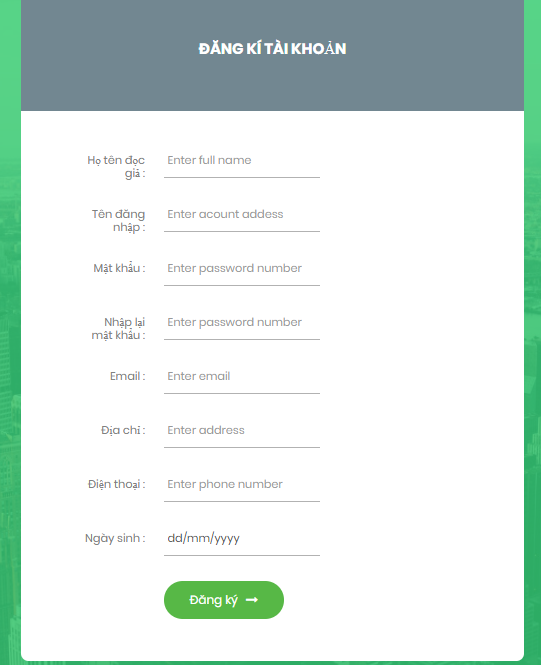 ĐĂNG KÍ TÀI KHOẢN
Họ tên đọc
giả :
Enter full name
Tên đăng
nhập :
Enter acount addess
Mật khẩu :
Enter password number
Nhập lại
mật khẩu :
Enter password number
Email :
Enter email
Địa chỉ :
Enter address
Điện thoại :
Enter phone number
Ngày sinh :
dd/mm/yyyy
Đăng ký →